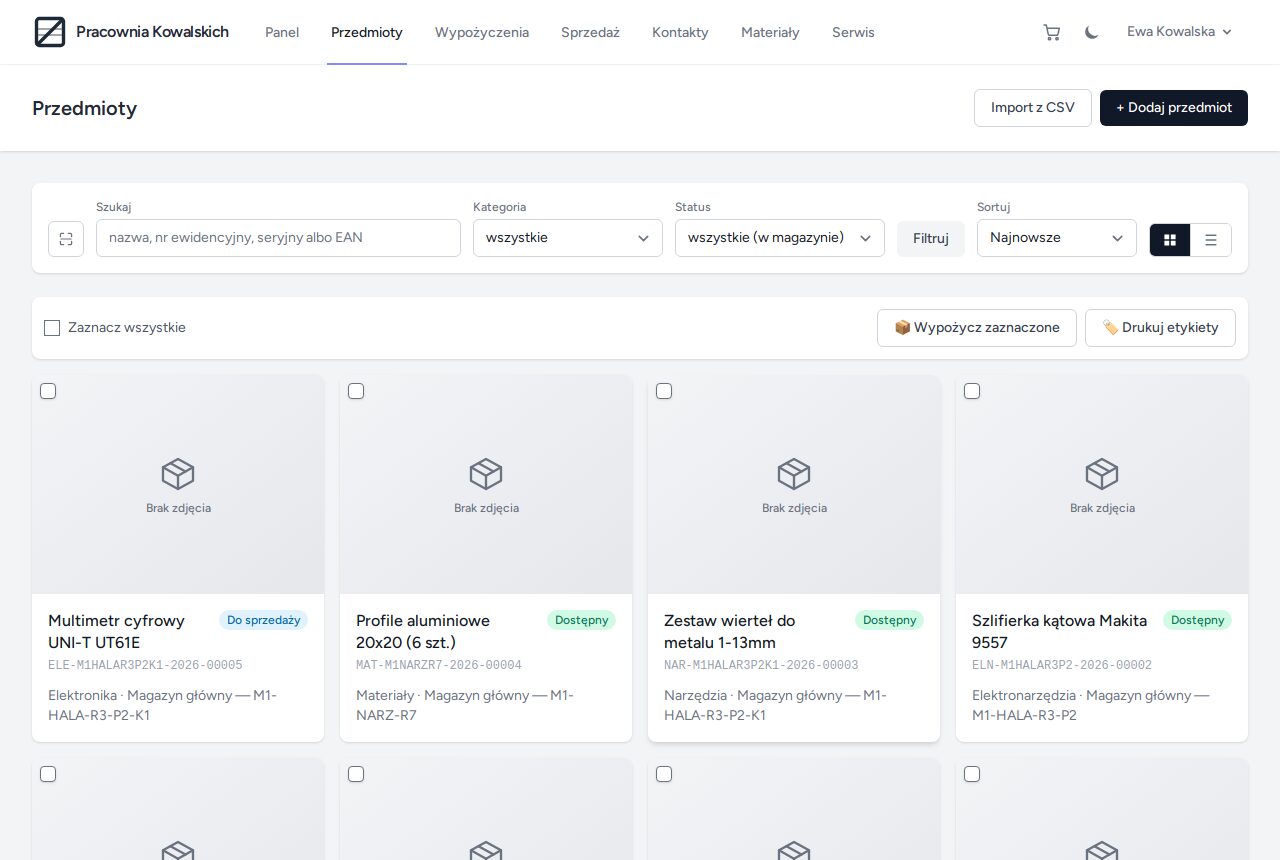 Pracownia Kowalskich Panel Przedmioty Wypożyczenia Sprzedaż Kontakty Materiały Serwis Ewa Kowalska
Przedmioty Import z CSV + Dodaj przedmiot
Szukaj Kategoria Status Sortuj
nazwa, nr ewidencyjny, seryjny albo EAN wszystkie wszystkie (w magazynie) Filtruj Najnowsze
Zaznacz wszystkie 📦 Wypożycz zaznaczone 🏷️ Drukuj etykiety
Brak zdjęcia Brak zdjęcia Brak zdjęcia Brak zdjęcia
Multimetr cyfrowy
UNI-T UT61E
Do sprzedaży
ELE-M1HALAR3P2K1-2026-00005
Elektronika · Magazyn główny — M1-
HALA-R3-P2-K1
Profile aluminiowe
20x20 (6 szt.)
Dostępny
MAT-M1NARZR7-2026-00004
Materiały · Magazyn główny — M1-
NARZ-R7
Zestaw wierteł do
metalu 1-13mm
Dostępny
NAR-M1HALAR3P2K1-2026-00003
Narzędzia · Magazyn główny — M1-
HALA-R3-P2-K1
Szlifierka kątowa Makita
9557
Dostępny
ELN-M1HALAR3P2-2026-00002
Elektronarzędzia · Magazyn główny —
M1-HALA-R3-P2